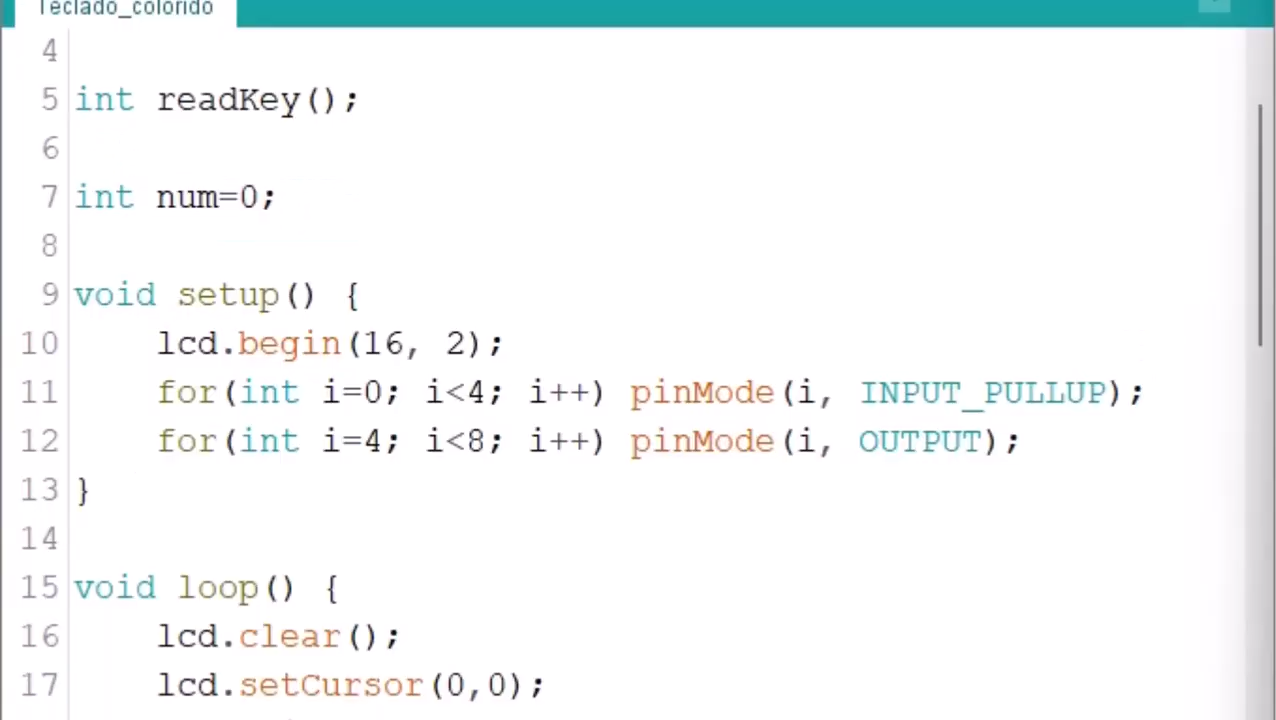 Teclado_colorido
4
5 int readKey();
6
7 int num=0;
8
9 void setup() {
10     lcd.begin(16, 2);
11     for(int i=0; i<4; i++) pinMode(i, INPUT_PULLUP);
12     for(int i=4; i<8; i++) pinMode(i, OUTPUT);
13 }
14
15 void loop() {
16     lcd.clear();
17     lcd.setCursor(0,0);